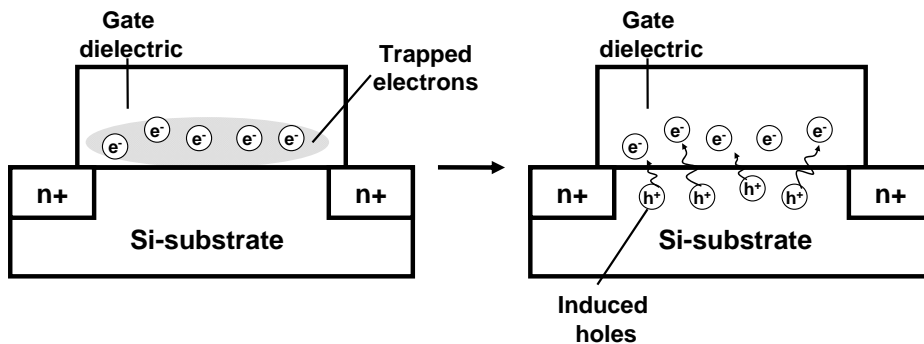 Gate
dielectric
Trapped
electrons
e-
e-
e-
e-
e-
n+
n+
Si-substrate
Gate
dielectric
e-
e-
e-
e-
e-
n+
n+
h+
h+
h+
h+
Si-substrate
Induced
holes